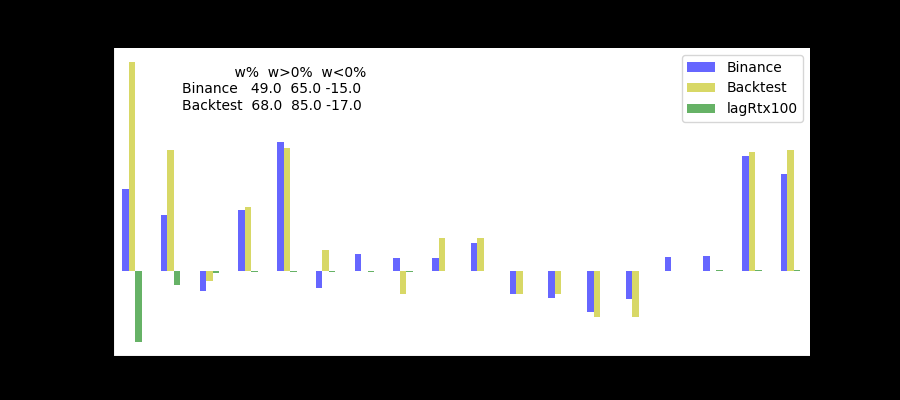 w% w>0% w<0%
Binance 49.0 65.0 -15.0
Backtest 68.0 85.0 -17.0
Binance
Backtest
lagRtx100